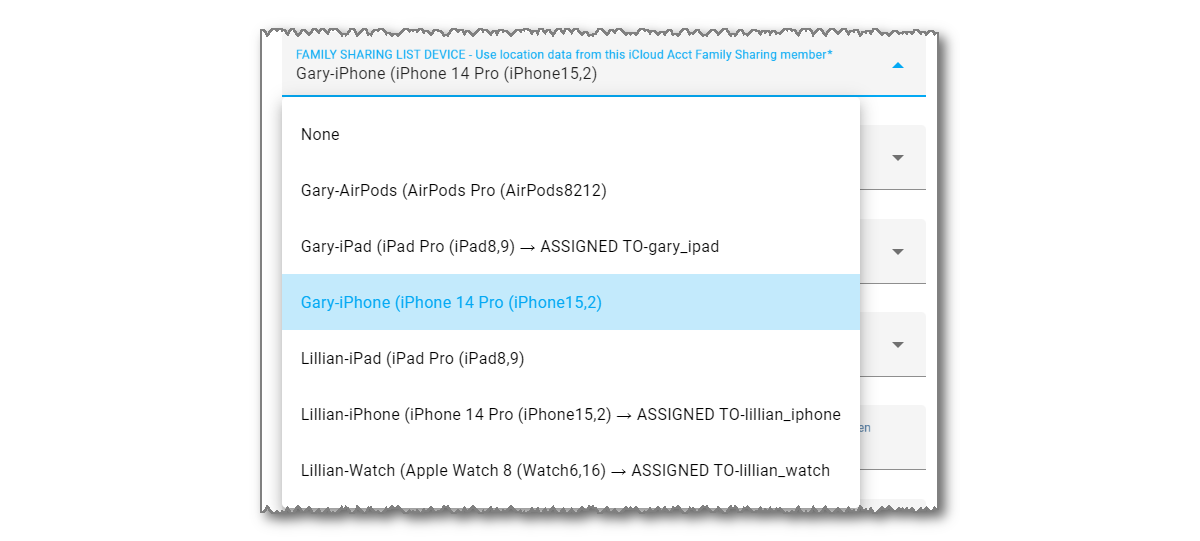 FAMILY SHARING LIST DEVICE - Use location data from this iCloud Acct Family Sharing member*
Gary-iPhone (iPhone 14 Pro (iPhone15,2)
None
Gary-AirPods (AirPods Pro (AirPods8212)
Gary-iPad (iPad Pro (iPad8,9) → ASSIGNED TO-gary_ipad
Gary-iPhone (iPhone 14 Pro (iPhone15,2)
Lillian-iPad (iPad Pro (iPad8,9)
Lillian-iPhone (iPhone 14 Pro (iPhone15,2) → ASSIGNED TO-lillian_iphone
en
Lillian-Watch (Apple Watch 8 (Watch6,16) → ASSIGNED TO-lillian_watch